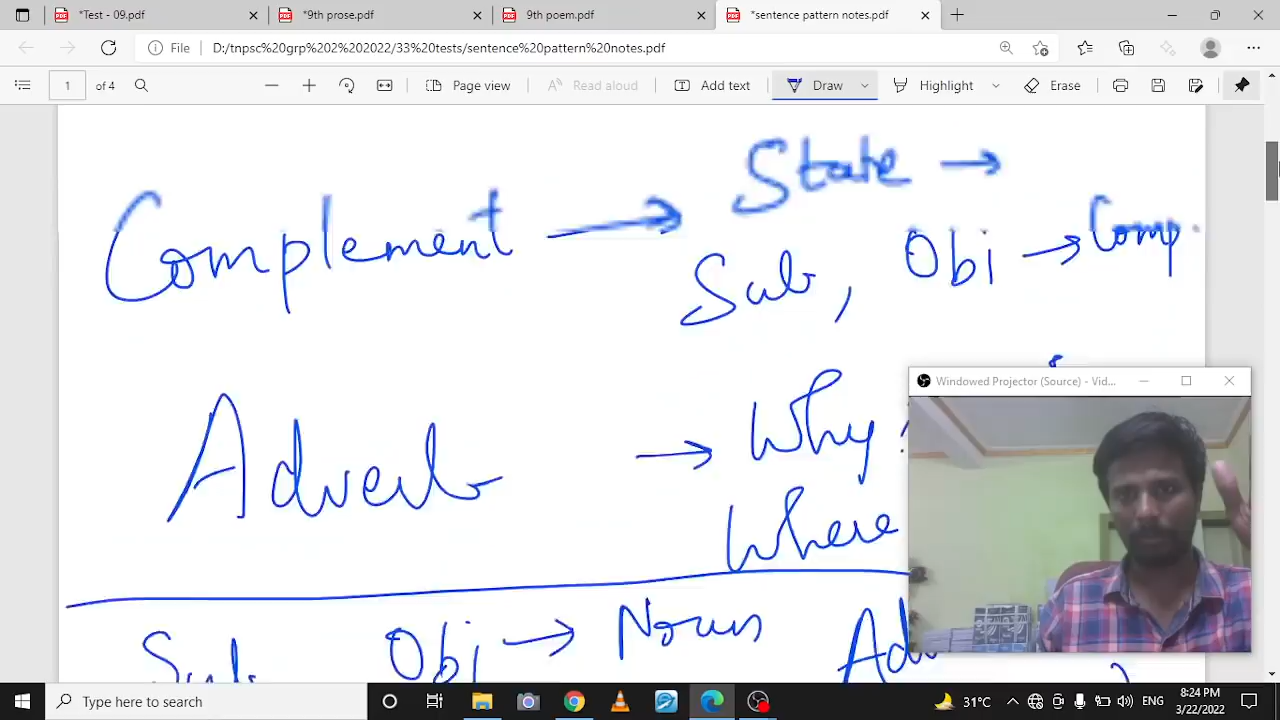 *Test - 09.pdf
*9th prose.pdf
9th poem.pdf
*sentence pattern notes.pdf
File
D:/tnpsc%20grp%202%202022/33%20tests/sentence%20pattern%20notes.pdf
1 of 4
Page view
Read aloud
Add text
Draw
Highlight
Erase
State →
Complement →
Sub, Obj → Comp.
Adverb → Why
Where
Sub Obj → Noun
Windowed Projector (Source) - Vid...
Type here to search
31°C
ENG
8:24 PM
3/22/2022